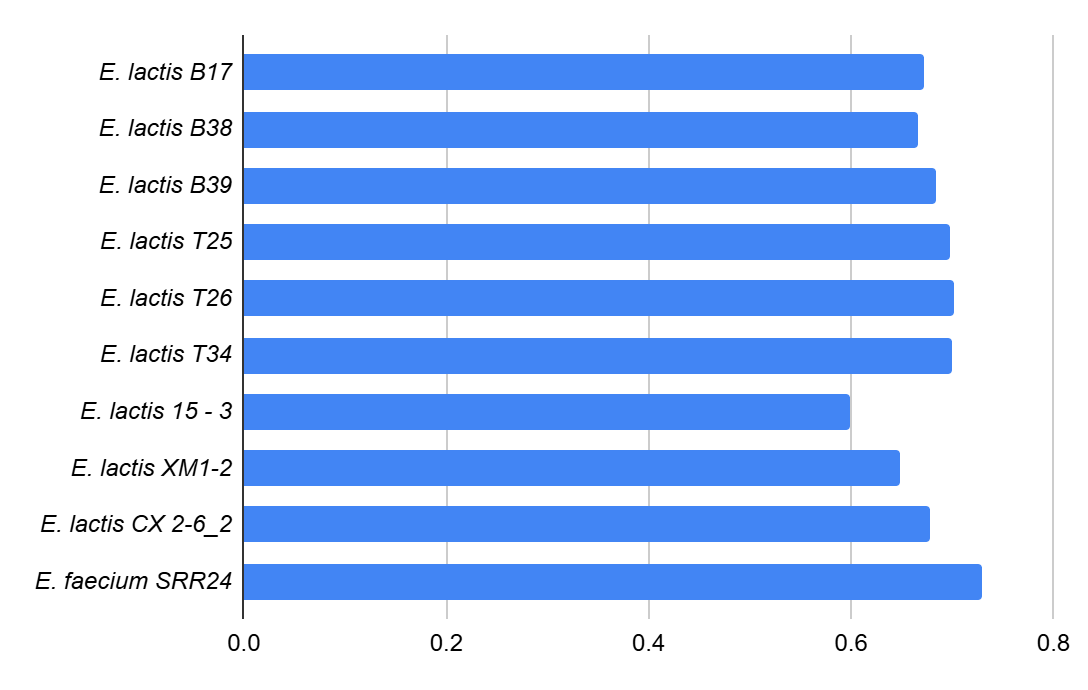 E. lactis B17
E. lactis B38
E. lactis B39
E. lactis T25
E. lactis T26
E. lactis T34
E. lactis 15 - 3
E. lactis XM1-2
E. lactis CX 2-6_2
E. faecium SRR24
0.0 0.2 0.4 0.6 0.8